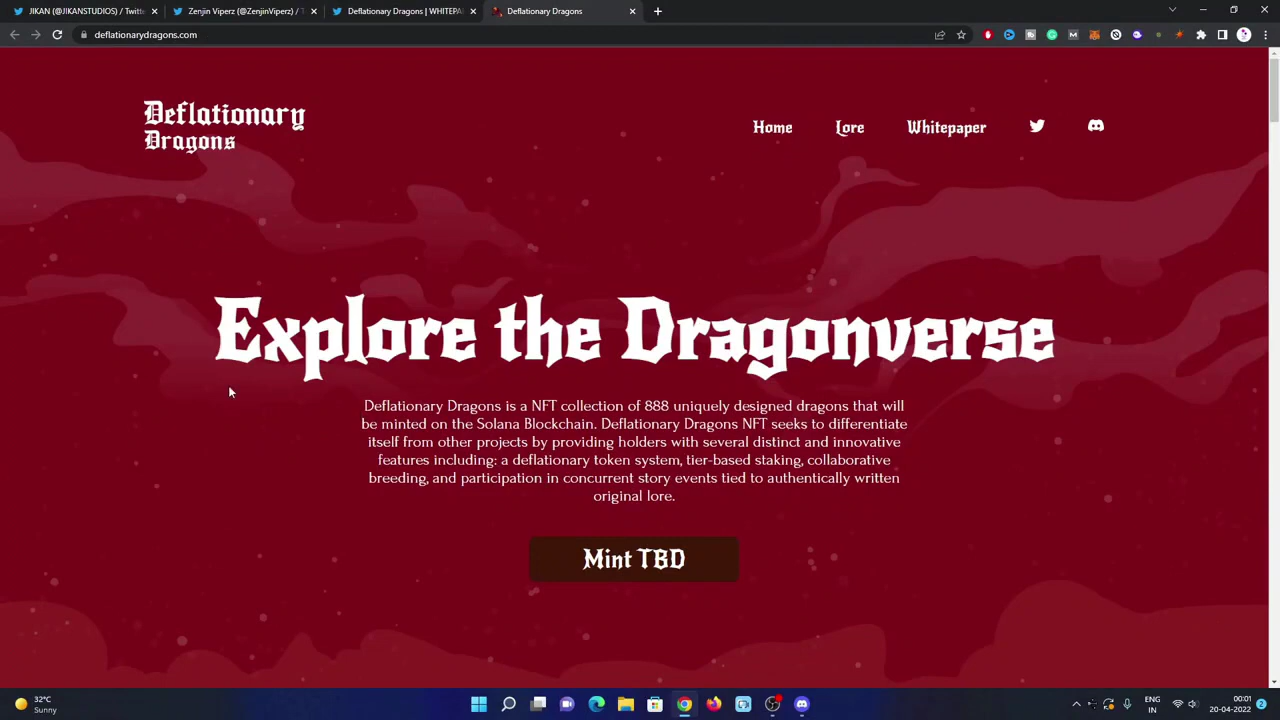 JIKAN (@JIKANSTUDIOS) / Twitte
Zenjin Viperz (@ZenjinViperz) /
Deflationary Dragons | WHITEPA
Deflationary Dragons
deflationarydragons.com
Deflationary
Dragons
Home
Lore
Whitepaper
Explore the Dragonverse
Deflationary Dragons is a NFT collection of 888 uniquely designed dragons that will
be minted on the Solana Blockchain. Deflationary Dragons NFT seeks to differentiate
itself from other projects by providing holders with several distinct and innovative
features including: a deflationary token system, tier-based staking, collaborative
breeding, and participation in concurrent story events tied to authentically written
original lore.
Mint TBD
32°C
Sunny
ENG
IN
00:01
20-04-2022
2